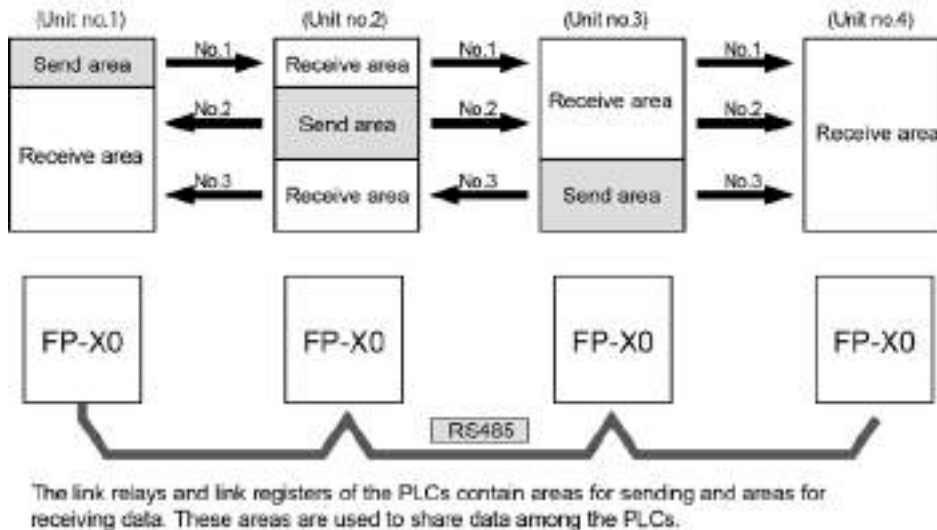 (Unit no.1) (Unit no.2) (Unit no.3) (Unit no.4)
Send area No.1 Receive area No.1 No.1
Receive area
No.2 Send area No.2 No.2
Receive area Receive area
No.3 Receive area No.3 Send area No.3
FP-X0 FP-X0 FP-X0 FP-X0
RS485
The link relays and link registers of the PLCs contain areas for sending and areas for
receiving data. These areas are used to share data among the PLCs.